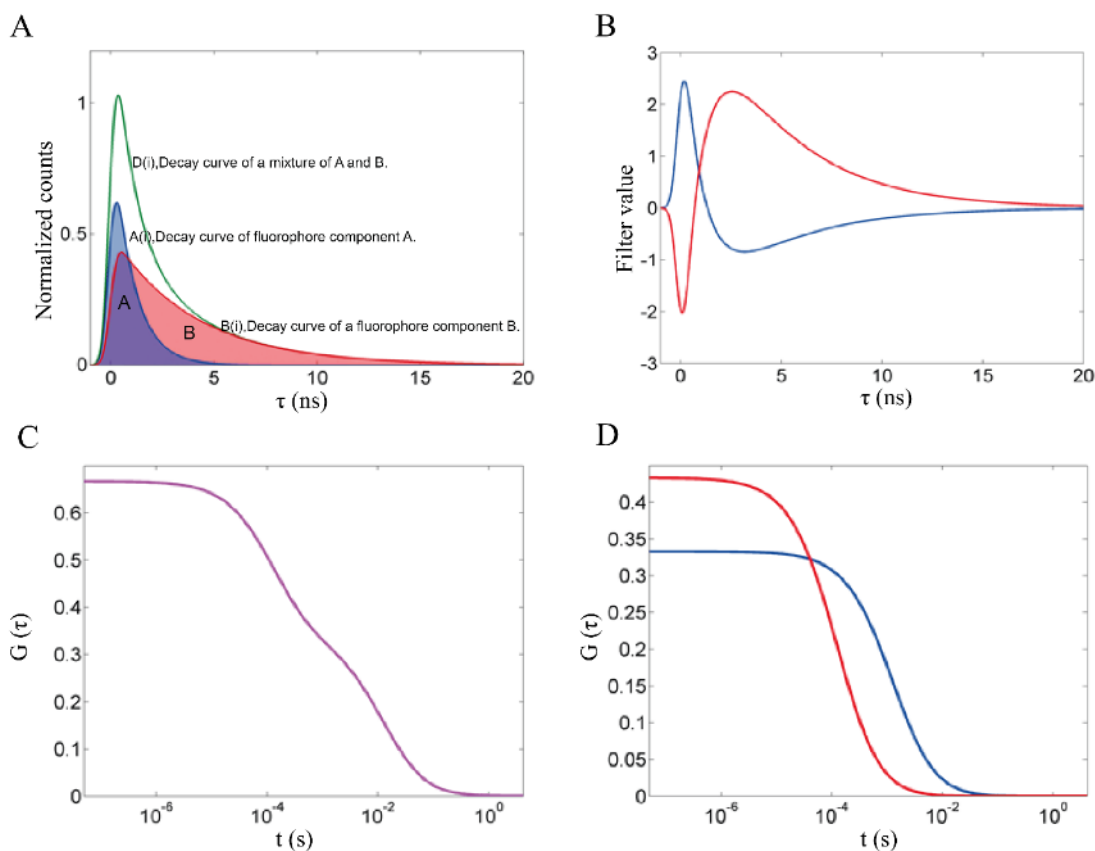 A
Normalized counts
1
0.5
0
D(i),Decay curve of a mixture of A and B.
A(i),Decay curve of fluorophore component A.
A
B
B(i),Decay curve of a fluorophore component B.
0 5 10 15 20
τ (ns)
B
Filter value
3
2
1
0
-1
-2
-3
0 5 10 15 20
τ (ns)
C
G (τ)
0.6
0.5
0.4
0.3
0.2
0.1
0
10⁻⁶ 10⁻⁴ 10⁻² 10⁰
t (s)
D
G (τ)
0.4
0.35
0.3
0.25
0.2
0.15
0.1
0.05
0
10⁻⁶ 10⁻⁴ 10⁻² 10⁰
t (s)